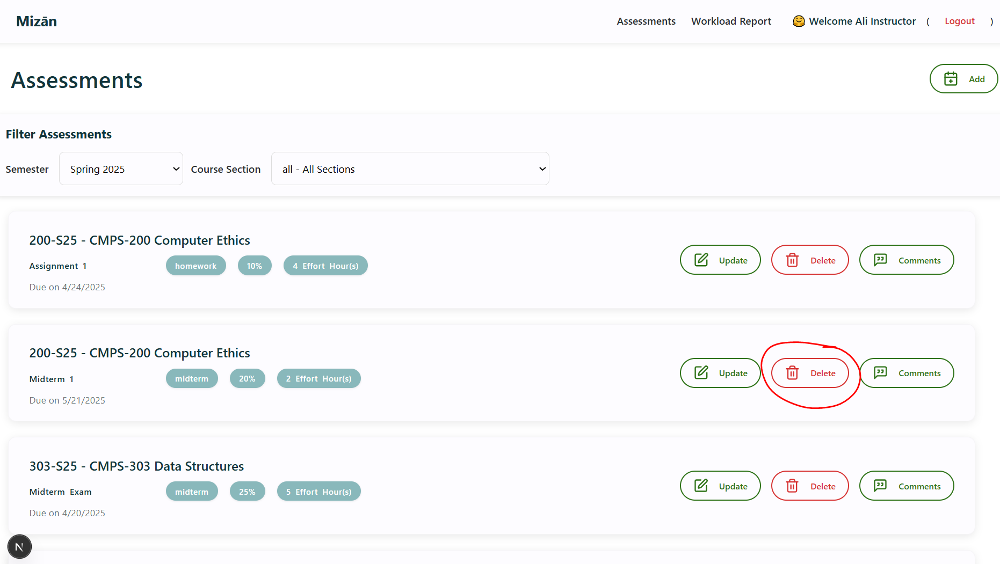 Mizān
Assessments Workload Report 🤗 Welcome Ali Instructor ( Logout )
Assessments
Add
Filter Assessments
Semester Spring 2025 Course Section all - All Sections
200-S25 - CMPS-200 Computer Ethics
Assignment 1 homework 10% 4 Effort Hour(s)
Update Delete Comments
Due on 4/24/2025
200-S25 - CMPS-200 Computer Ethics
Midterm 1 midterm 20% 2 Effort Hour(s)
Update Delete Comments
Due on 5/21/2025
303-S25 - CMPS-303 Data Structures
Midterm Exam midterm 25% 5 Effort Hour(s)
Update Delete Comments
Due on 4/20/2025
N